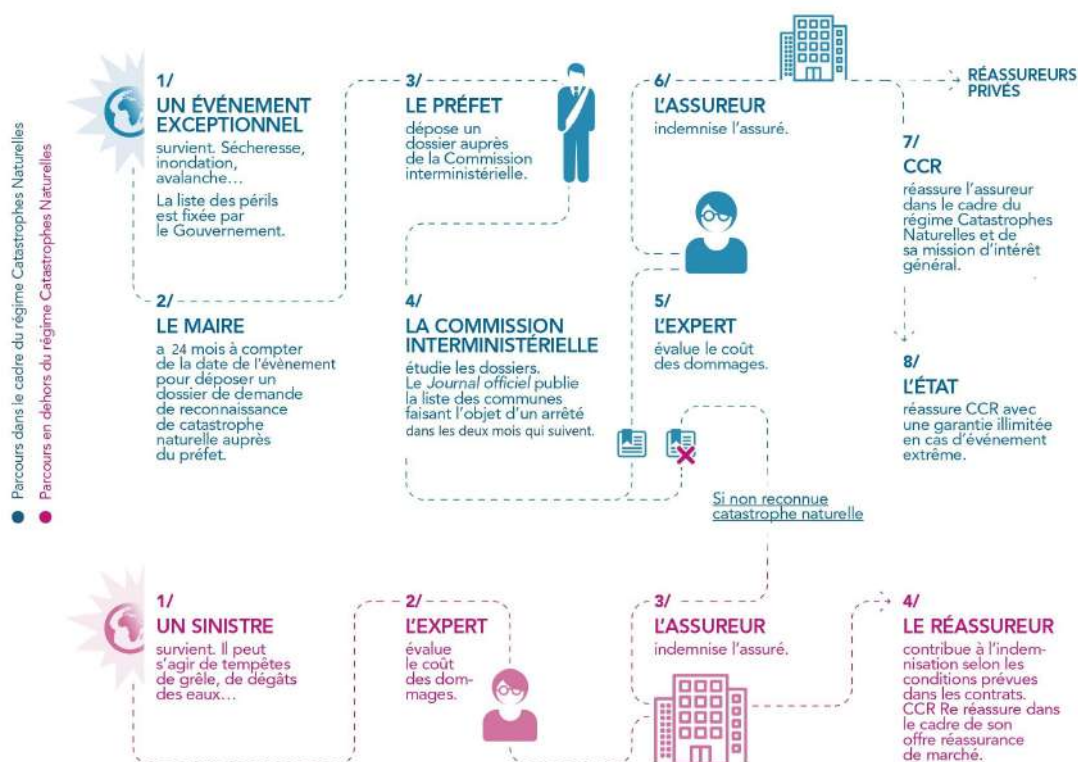 Parcours dans le cadre du régime Catastrophes Naturelles
Parcours en dehors du régime Catastrophes Naturelles
1/
UN ÉVÉNEMENT
EXCEPTIONNEL
survient. Sécheresse,
inondation,
avalanche…
La liste des périls
est fixée par
le Gouvernement.
2/
LE MAIRE
a 24 mois à compter
de la date de l'évènement
pour déposer un
dossier de demande
de reconnaissance
de catastrophe
naturelle auprès
du préfet.
3/
LE PRÉFET
dépose un
dossier auprès
de la Commission
interministérielle.
4/
LA COMMISSION
INTERMINISTÉRIELLE
étudie les dossiers.
Le Journal officiel publie
la liste des communes
faisant l'objet d'un arrêté
dans les deux mois qui suivent.
5/
L'EXPERT
évalue le coût
des dommages.
6/
L'ASSUREUR
indemnise l'assuré.
RÉASSUREURS
PRIVÉS
7/
CCR
réassure l'assureur
dans le cadre du
régime Catastrophes
Naturelles et de
sa mission d'intérêt
général.
8/
L'ÉTAT
réassure CCR avec
une garantie illimitée
en cas d'événement
extrême.
Si non reconnue
catastrophe naturelle
1/
UN SINISTRE
survient. Il peut
s'agir de tempêtes
de grêle, de dégâts
des eaux…
2/
L'EXPERT
évalue
le coût
des dom-
mages.
3/
L'ASSUREUR
indemnise l'assuré.
4/
LE RÉASSUREUR
contribue à l'indem-
nisation selon les
conditions prévues
dans les contrats.
CCR Re réassure dans
le cadre de son
offre réassurance
de marché.